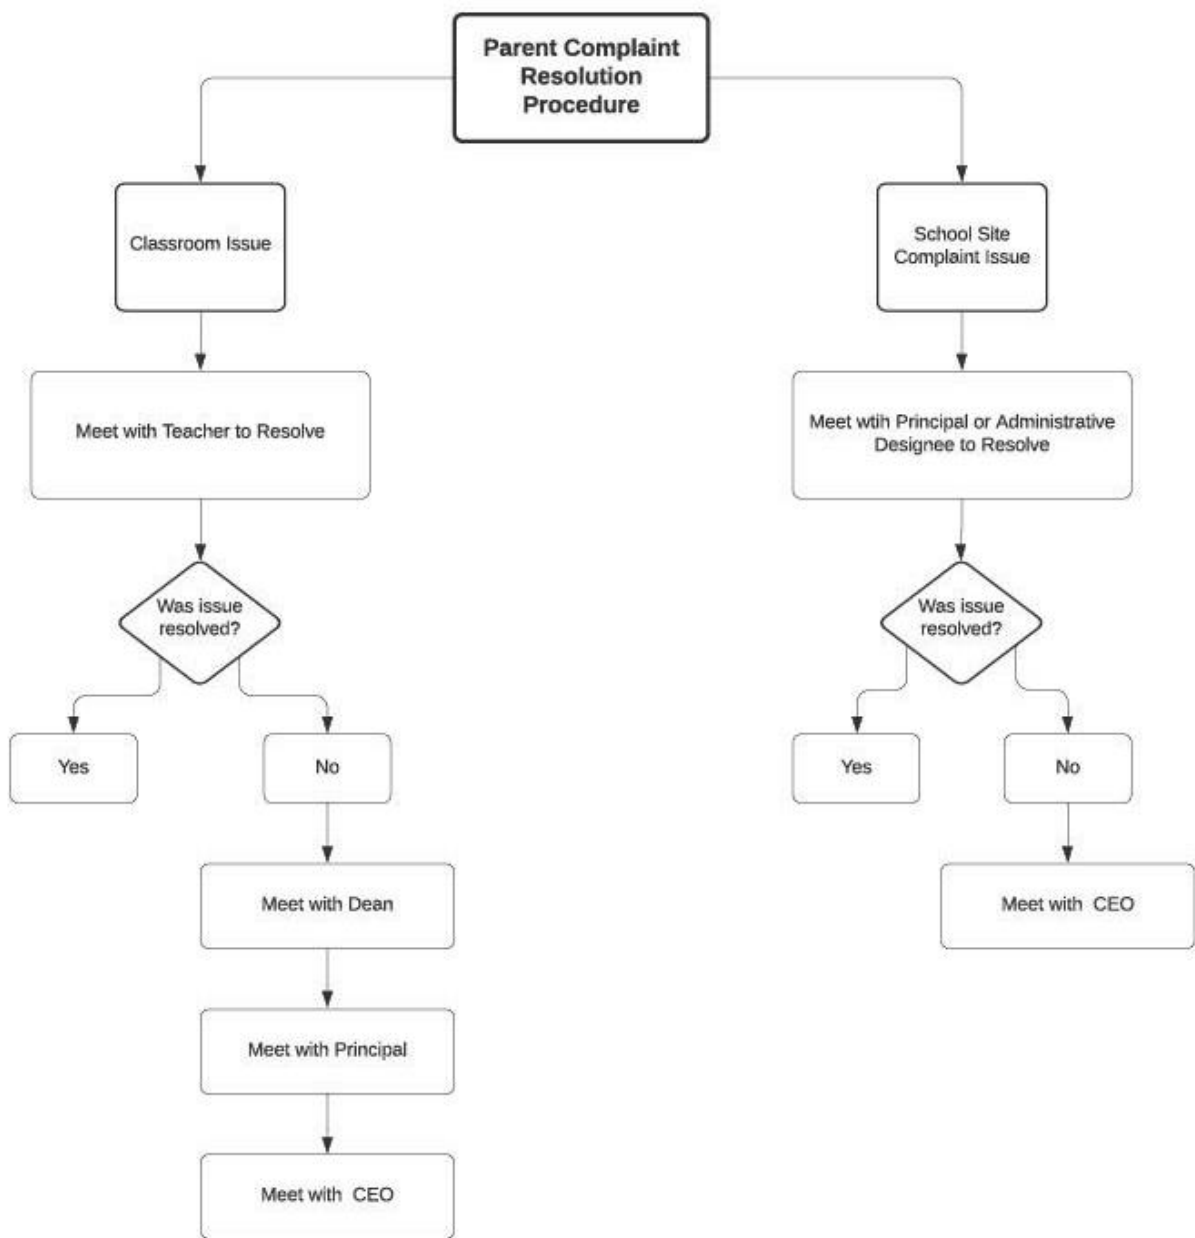 Parent Complaint
Resolution
Procedure
Classroom Issue
School Site
Complaint Issue
Meet with Teacher to Resolve
Meet wtih Principal or Administrative
Designee to Resolve
Was issue
resolved?
Was issue
resolved?
Yes
No
Yes
No
Meet with Dean
Meet with CEO
Meet with Principal
Meet with CEO